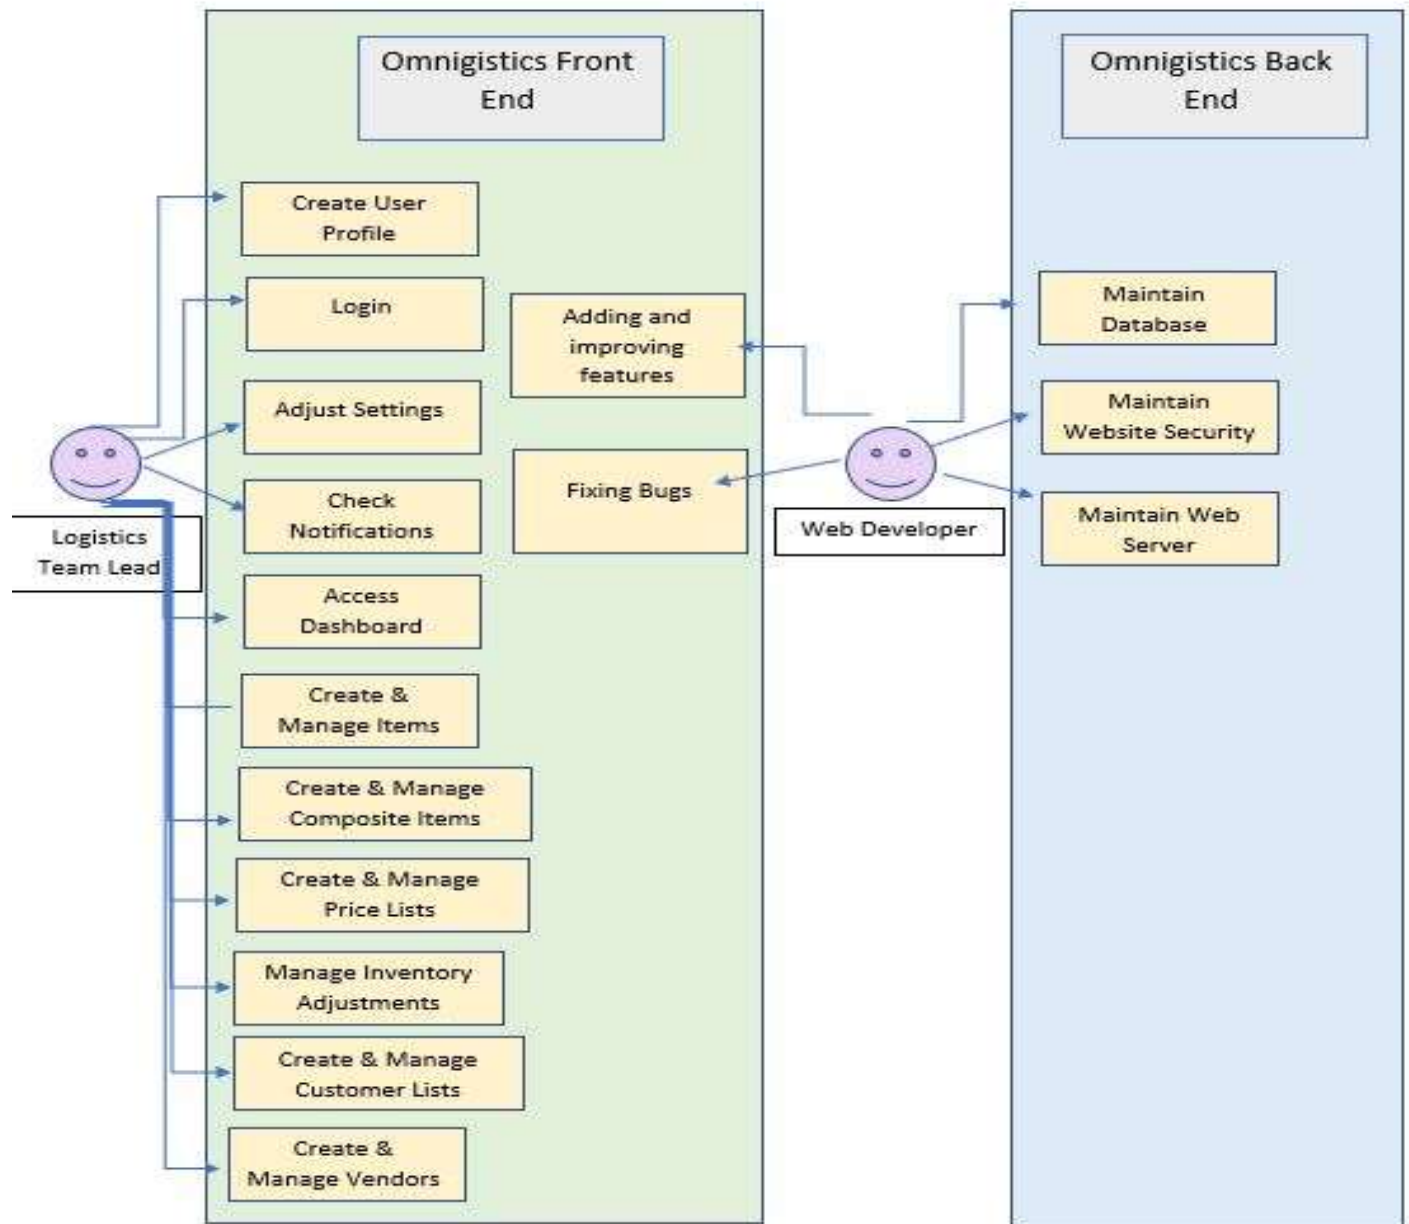 Omnigistics Front
End
Omnigistics Back
End
Create User
Profile
Login
Adjust Settings
Check
Notifications
Access
Dashboard
Create &
Manage Items
Create & Manage
Composite Items
Create & Manage
Price Lists
Manage Inventory
Adjustments
Create & Manage
Customer Lists
Create &
Manage Vendors
Logistics
Team Lead
Adding and
improving
features
Fixing Bugs
Web Developer
Maintain
Database
Maintain
Website Security
Maintain Web
Server